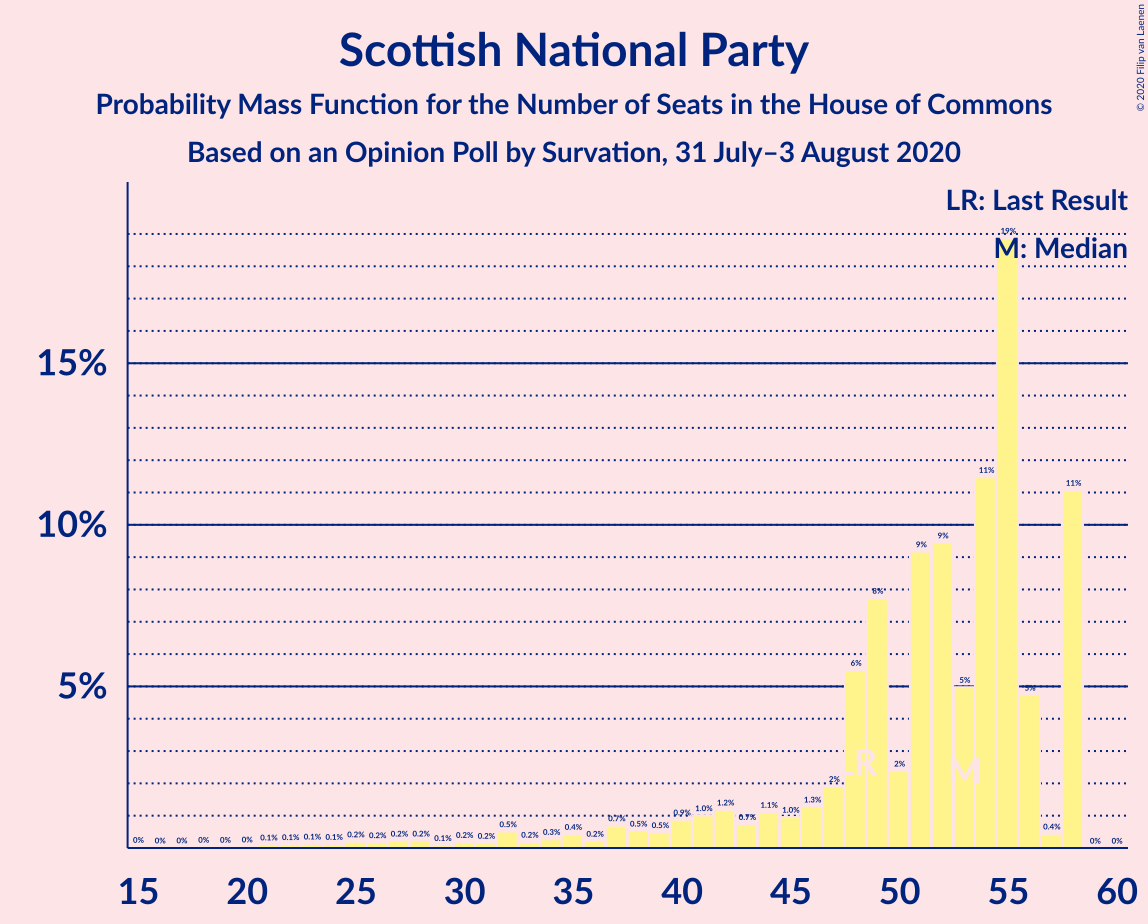 Scottish National Party
Probability Mass Function for the Number of Seats in the House of Commons
Based on an Opinion Poll by Survation, 31 July–3 August 2020
© 2020 Filip van Laenen
LR: Last Result
M: Median
15%
10%
5%
0% 0% 0% 0% 0% 0% 0.1% 0.1% 0.1% 0.1% 0.2% 0.2% 0.2% 0.2% 0.1% 0.2% 0.2% 0.5% 0.2% 0.3% 0.4% 0.2% 0.7% 0.5% 0.5% 0.9% 1.0% 1.2% 0.7% 1.1% 1.0% 1.3% 2% 6% 8% 2% 9% 9% 5% 11% 19% 5% 0.4% 11% 0% 0%
LR M
15 20 25 30 35 40 45 50 55 60